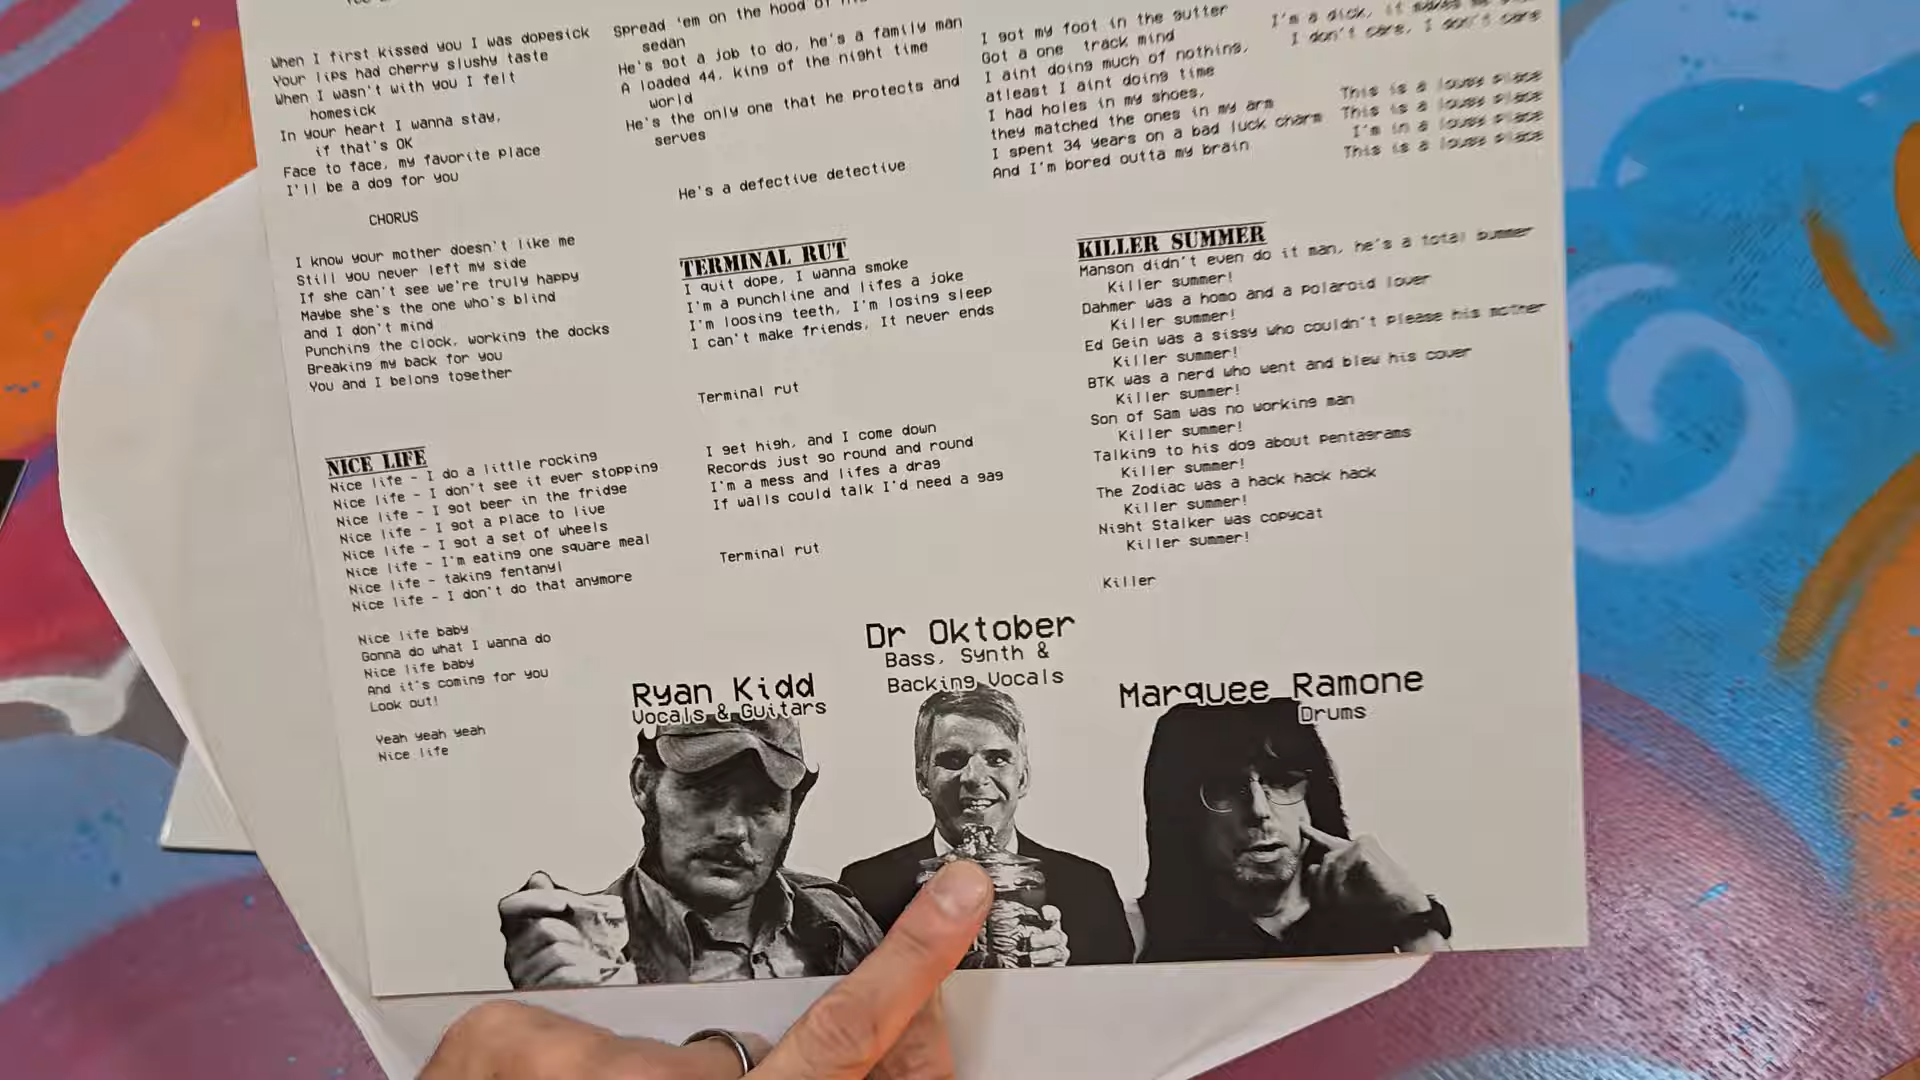 When I first kissed you I was dopesick
Your lips had cherry slushy taste
When I wasn't with you I felt
homesick
In your heart I wanna stay,
if that's OK
Face to face, my favorite place
I'll be a dog for you
CHORUS
I know your mother doesn't like me
Still you never left my side
If she can't see we're truly happy
Maybe she's the one who's blind
and I don't mind
Punching the clock, working the docks
Breaking my back for you
You and I belong together
NICE LIFE
Nice life - I do a little rocking
Nice life - I don't see it ever stopping
Nice life - I got beer in the fridge
Nice life - I got a place to live
Nice life - I got a set of wheels
Nice life - I'm eating one square meal
Nice life - taking fentanyl
Nice life - I don't do that anymore
Nice life baby
Gonna do what I wanna do
Nice life baby
And it's coming for you
Look out!
Yeah yeah yeah
Nice life
Spread 'em on the hood of
sedan
He's got a job to do, he's a family man
A loaded 44, king of the night time
world
He's the only one that he protects and
serves
He's a defective detective
TERMINAL RUT
I quit dope, I wanna smoke
I'm a punchline and lifes a joke
I'm loosing teeth, I'm losing sleep
I can't make friends, It never ends
Terminal rut
I get high, and I come down
Records just go round and round
I'm a mess and lifes a drag
If walls could talk I'd need a gag
Terminal rut
I got my foot in the gutter
Got a one track mind
I aint doing much of nothing,
atleast I aint doing time
I had holes in my shoes,
they matched the ones in my arm
I spent 34 years on a bad luck charm
And I'm bored outta my brain
I'm a dick, it makes me
I don't care, I don't care
This is a lousy place
This is a lousy place
I'm in a lousy place
This is a lousy place
KILLER SUMMER
Manson didn't even do it man, he's a total bummer
Killer summer!
Dahmer was a homo and a polaroid lover
Killer summer!
Ed Gein was a sissy who couldn't please his mother
Killer summer!
BTK was a nerd who went and blew his cover
Killer summer!
Son of Sam was no working man
Killer summer!
Talking to his dog about pentagrams
Killer summer!
The Zodiac was a hack hack hack
Killer summer!
Night Stalker was copycat
Killer summer!
Killer
Ryan Kidd
Vocals & Guitars
Dr Oktober
Bass, Synth &
Backing Vocals
Marquee Ramone
Drums